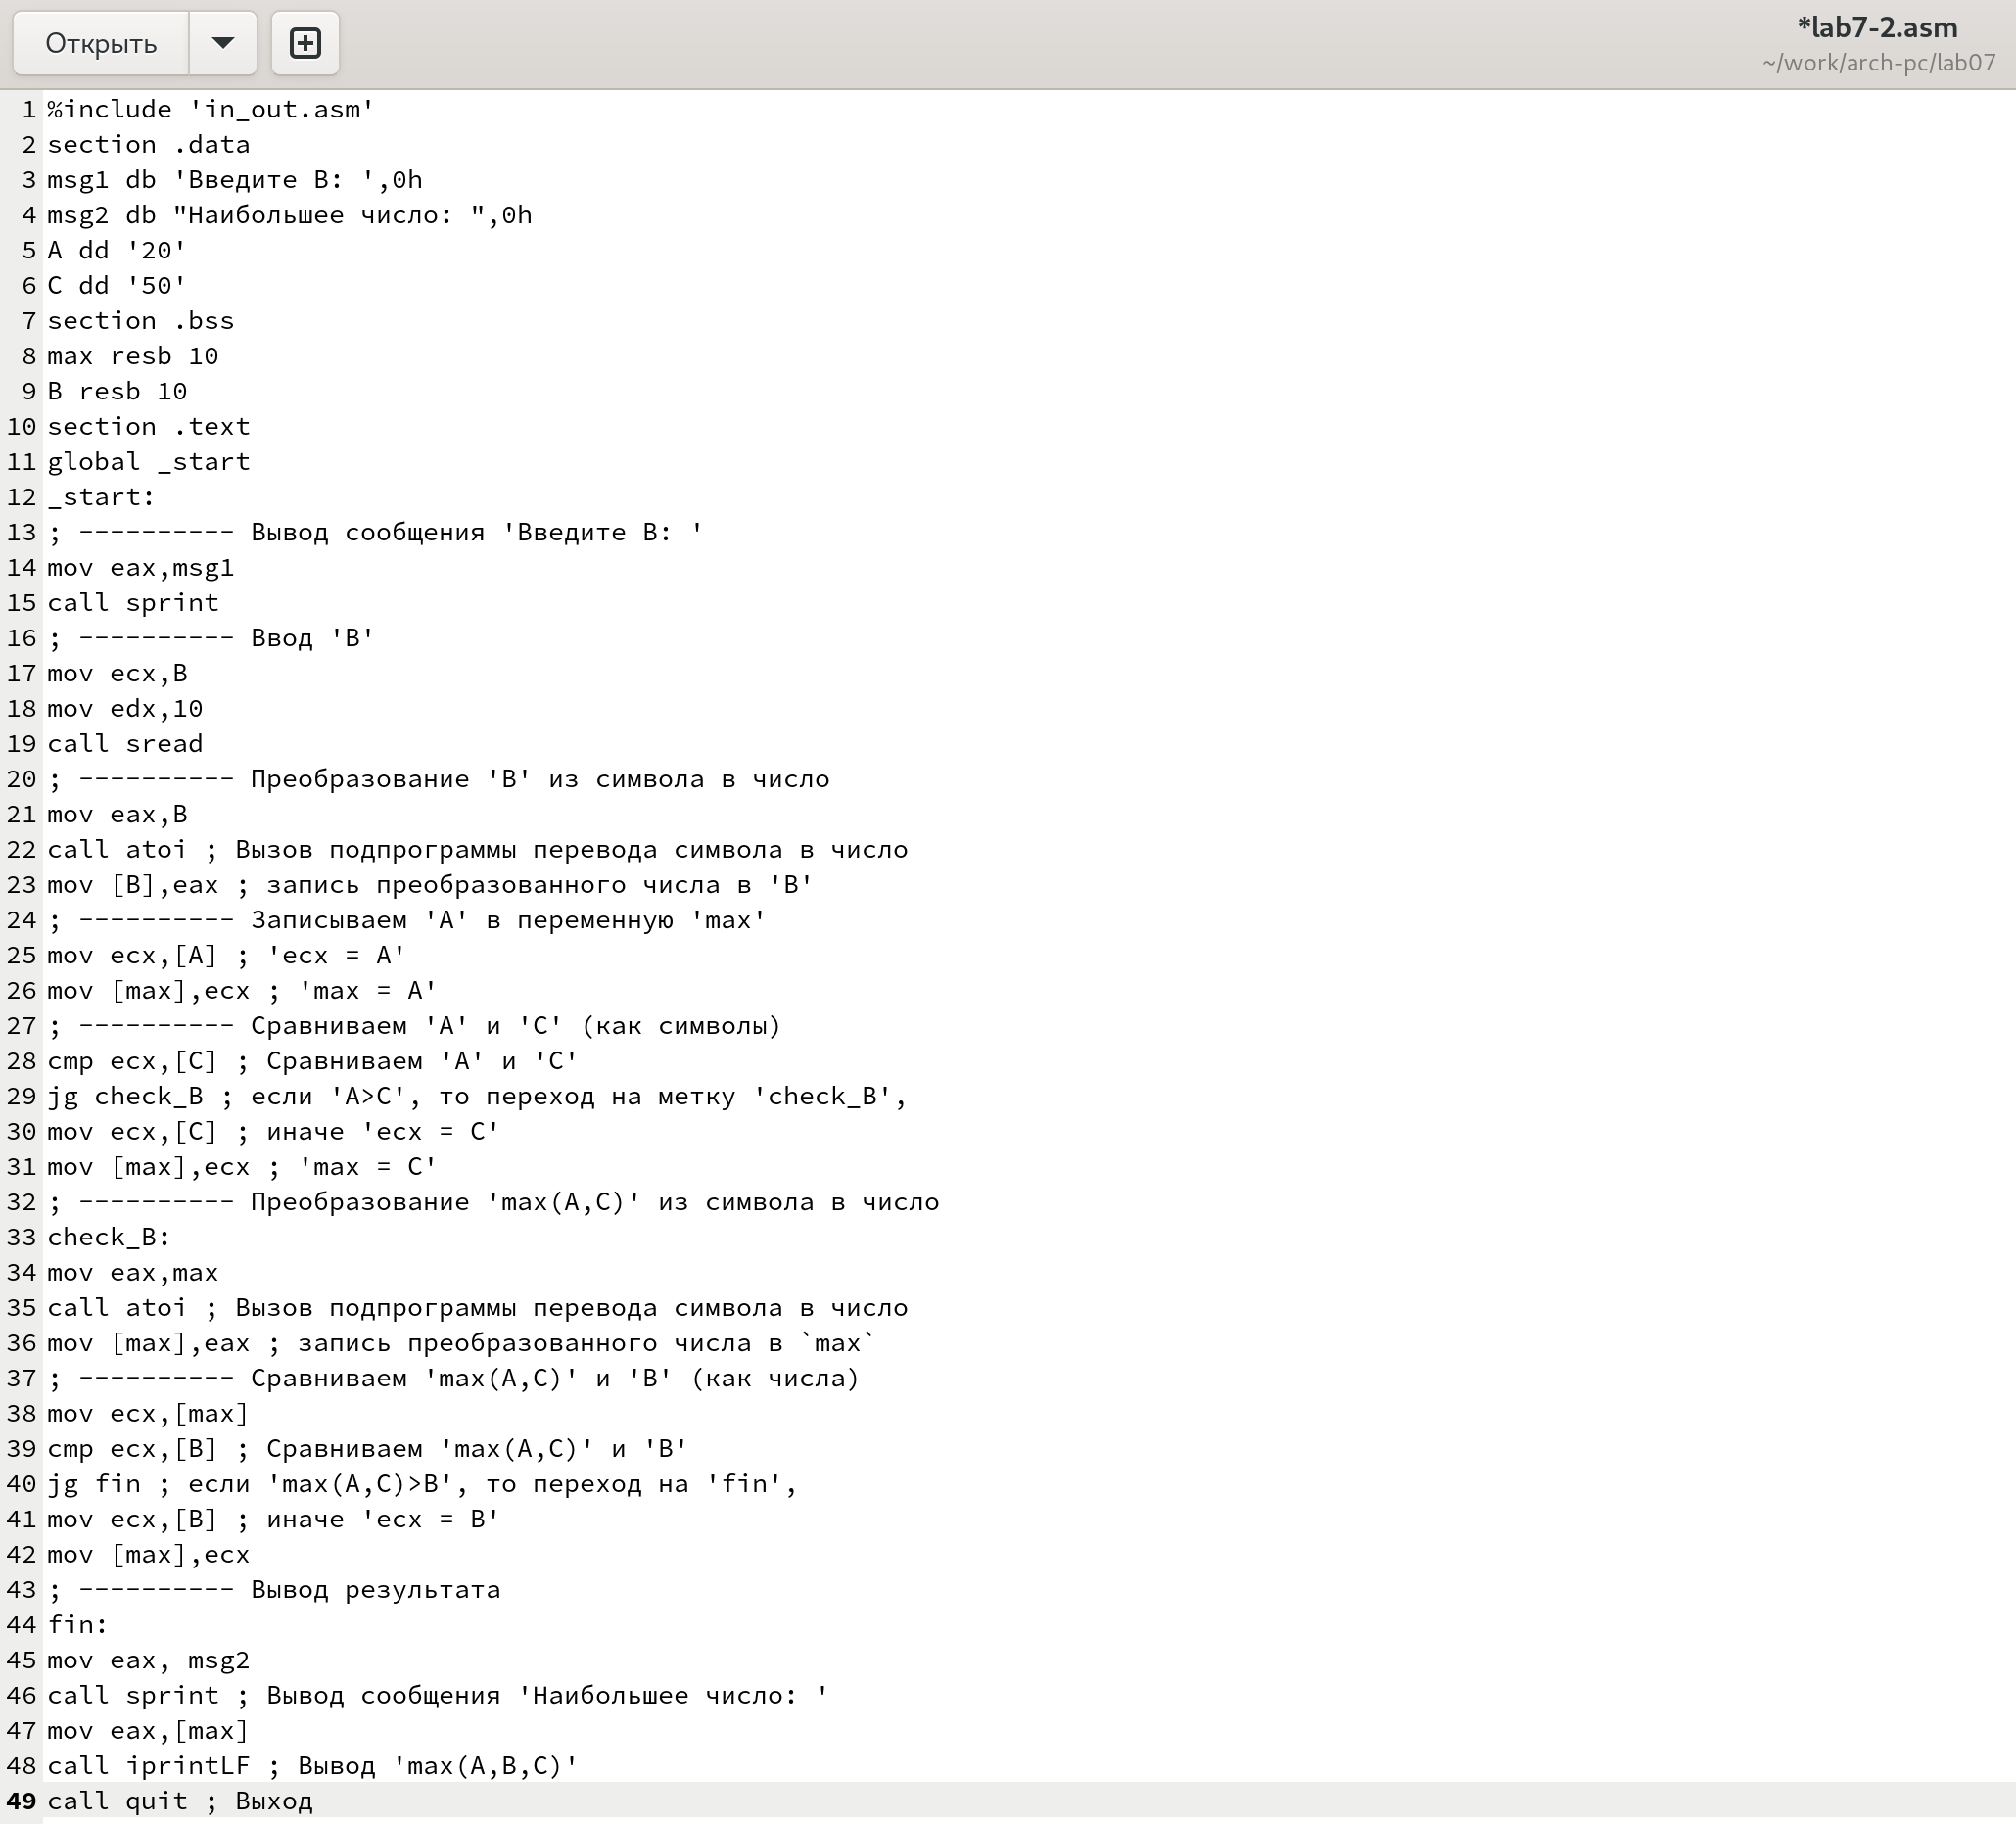 Открыть
*lab7-2.asm
~/work/arch-pc/lab07
1 %include 'in_out.asm'
2 section .data
3 msg1 db 'Введите B: ',0h
4 msg2 db "Наибольшее число: ",0h
5 A dd '20'
6 C dd '50'
7 section .bss
8 max resb 10
9 B resb 10
10 section .text
11 global _start
12 _start:
13 ; ---------- Вывод сообщения 'Введите B: '
14 mov eax,msg1
15 call sprint
16 ; ---------- Ввод 'B'
17 mov ecx,B
18 mov edx,10
19 call sread
20 ; ---------- Преобразование 'B' из символа в число
21 mov eax,B
22 call atoi ; Вызов подпрограммы перевода символа в число
23 mov [B],eax ; запись преобразованного числа в 'B'
24 ; ---------- Записываем 'A' в переменную 'max'
25 mov ecx,[A] ; 'ecx = A'
26 mov [max],ecx ; 'max = A'
27 ; ---------- Сравниваем 'A' и 'С' (как символы)
28 cmp ecx,[C] ; Сравниваем 'A' и 'С'
29 jg check_B ; если 'A>C', то переход на метку 'check_B',
30 mov ecx,[C] ; иначе 'ecx = C'
31 mov [max],ecx ; 'max = C'
32 ; ---------- Преобразование 'max(A,C)' из символа в число
33 check_B:
34 mov eax,max
35 call atoi ; Вызов подпрограммы перевода символа в число
36 mov [max],eax ; запись преобразованного числа в `max`
37 ; ---------- Сравниваем 'max(A,C)' и 'B' (как числа)
38 mov ecx,[max]
39 cmp ecx,[B] ; Сравниваем 'max(A,C)' и 'B'
40 jg fin ; если 'max(A,C)>B', то переход на 'fin',
41 mov ecx,[B] ; иначе 'ecx = B'
42 mov [max],ecx
43 ; ---------- Вывод результата
44 fin:
45 mov eax, msg2
46 call sprint ; Вывод сообщения 'Наибольшее число: '
47 mov eax,[max]
48 call iprintLF ; Вывод 'max(A,B,C)'
49 call quit ; Выход